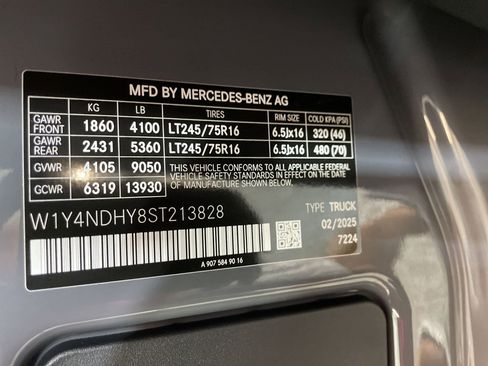 MFD BY MERCEDES-BENZ AG
KG LB RIM SIZE COLD KPA (PSI)
GAWR FRONT 1860 4100 LT245/75R16 6.5Jx16 320 (46)
GAWR REAR 2431 5360 LT245/75R16 6.5Jx16 480 (70)
GVWR 4105 9050 THIS VEHICLE CONFORMS TO ALL APPLICABLE FEDERAL
MOTOR VEHICLE SAFETY STANDARDS IN EFFECT ON THE DATE
GCWR 6319 13930 OF MANUFACTURE SHOWN ABOVE.
W1Y4NDHY8ST213828
TYPE TRUCK
02/2025
7224
A 907 584 90 16